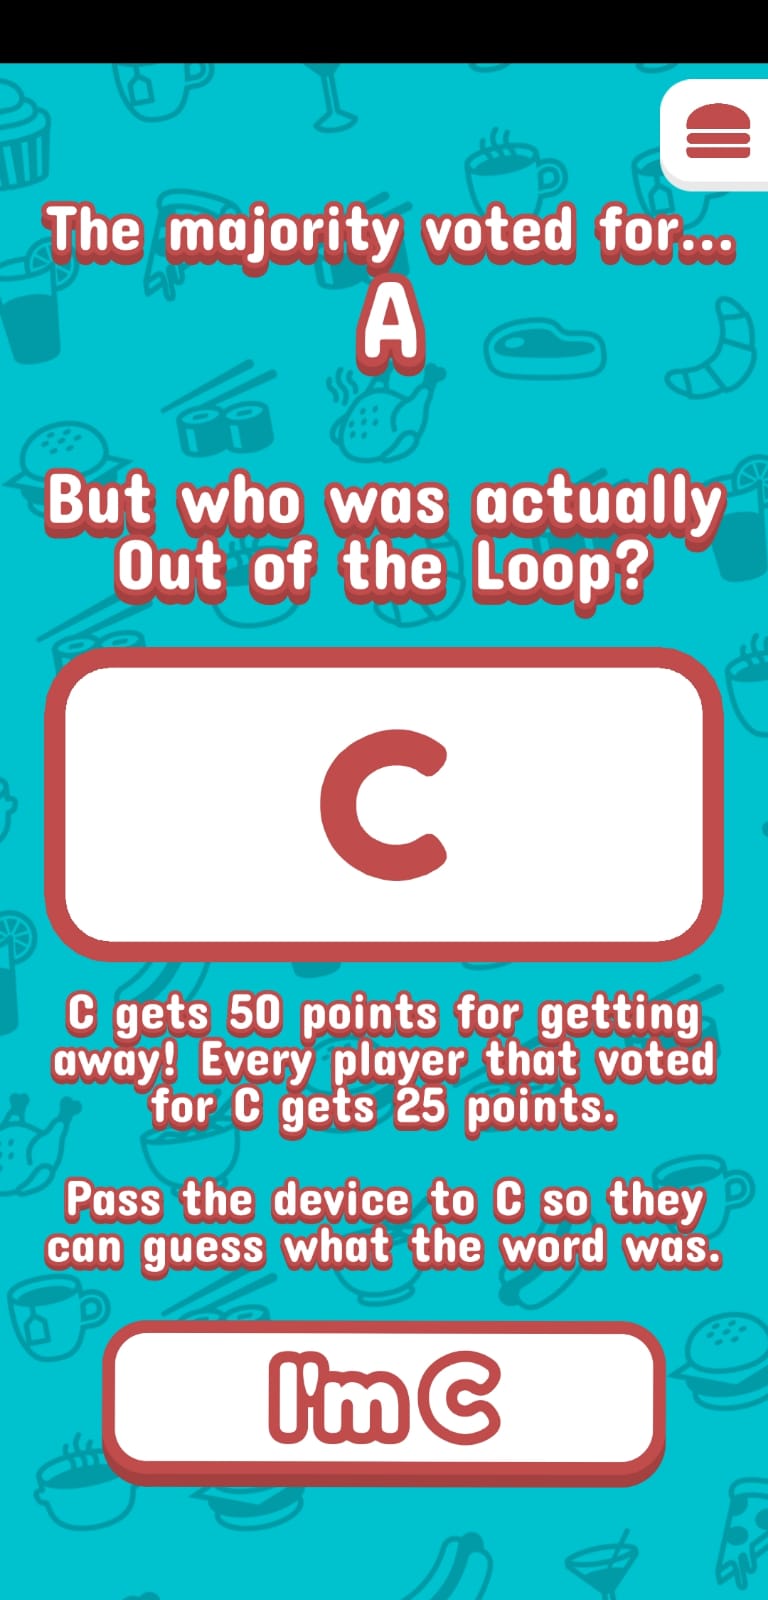 The majority voted for...
A
But who was actually
Out of the Loop?
C
C gets 50 points for getting
away! Every player that voted
for C gets 25 points.
Pass the device to C so they
can guess what the word was.
I'm C